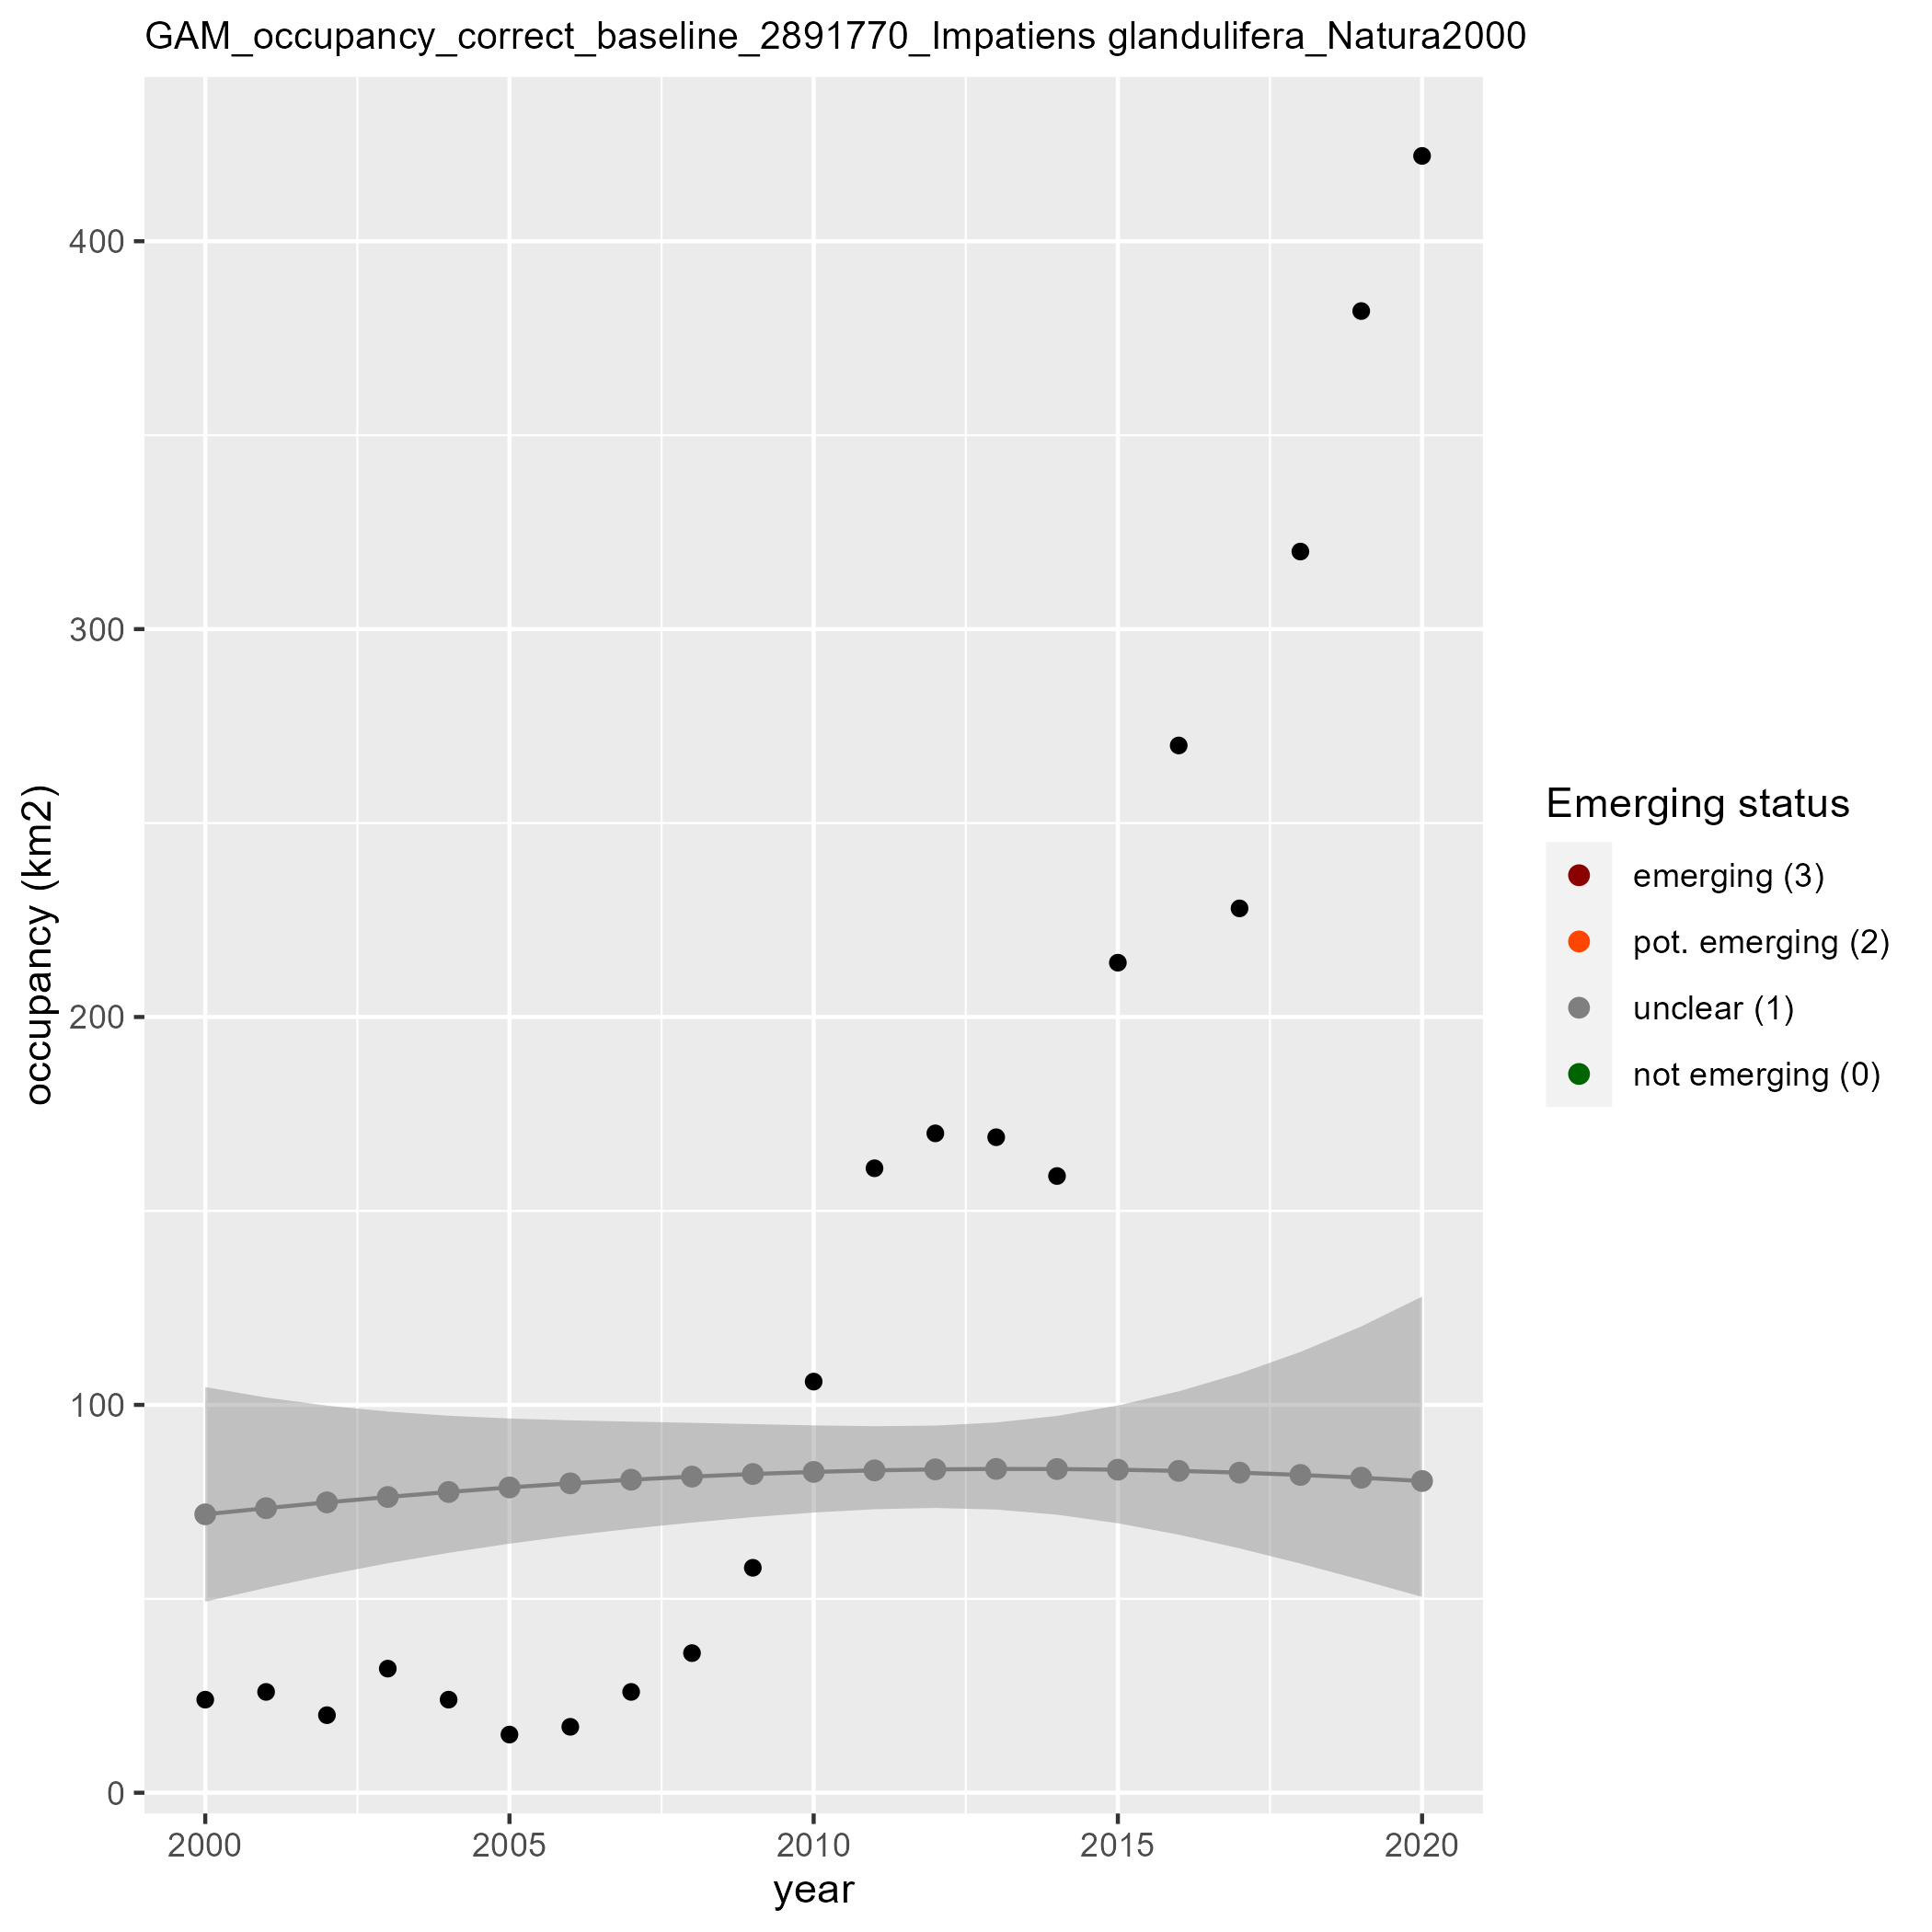 GAM_occupancy_correct_baseline_2891770_Impatiens glandulifera_Natura2000
occupancy (km2)
400
300
200
100
0
2000 2005 2010 2015 2020
year
Emerging status
emerging (3)
pot. emerging (2)
unclear (1)
not emerging (0)